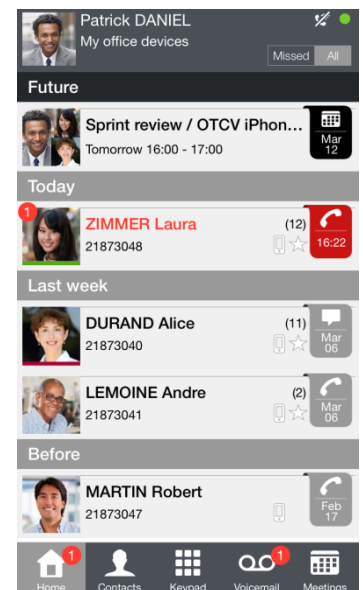 Patrick DANIEL
My office devices
Missed All
Future
Sprint review / OTCV iPhon...
Tomorrow 16:00 - 17:00
Mar
12
Today
1
ZIMMER Laura (12)
21873048
16:22
Last week
DURAND Alice (11)
21873040
Mar
06
LEMOINE Andre (2)
21873041
Mar
06
Before
MARTIN Robert
21873047
Feb
17
1 1
Home Contacts Keypad Voicemail Meetings